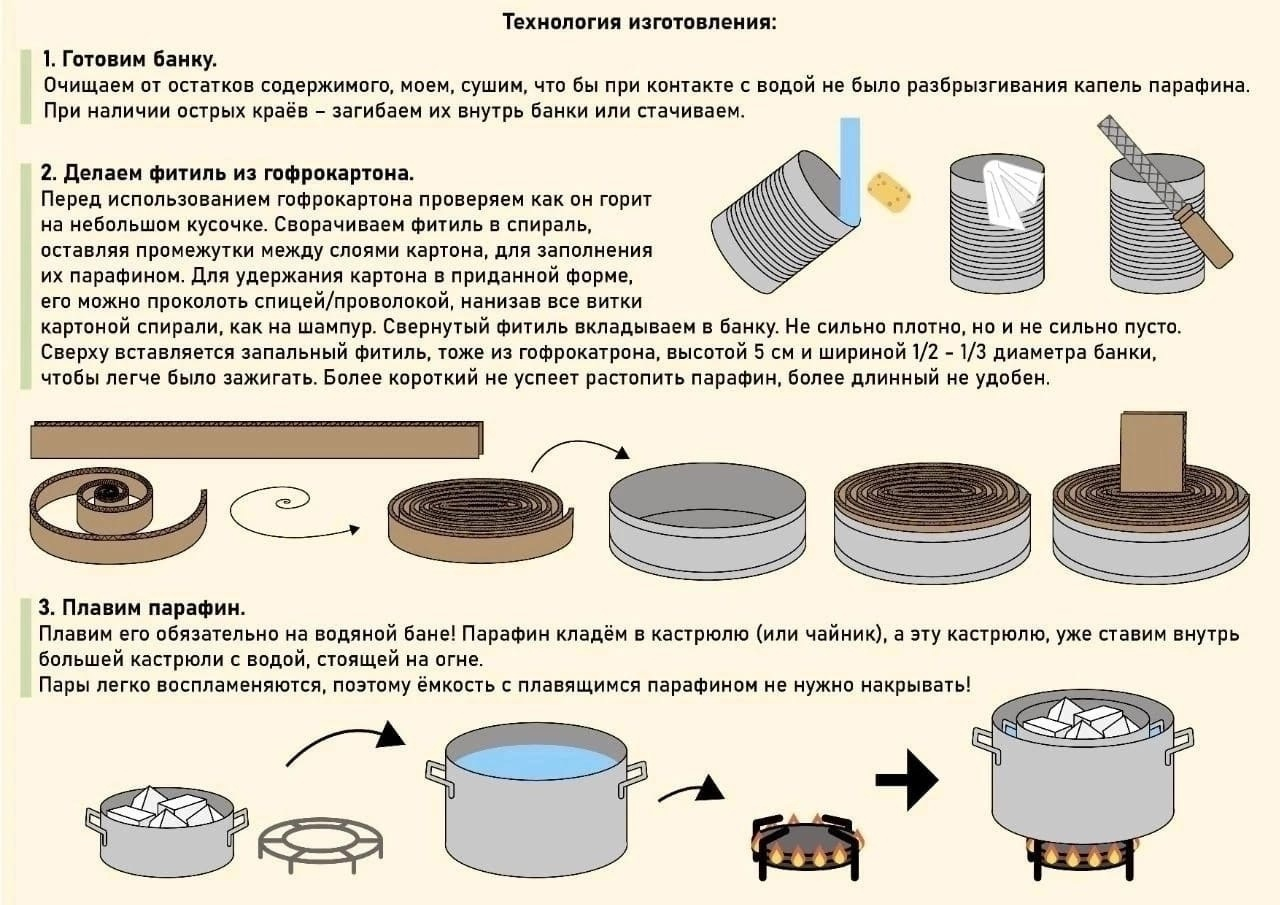 Технология изготовления:
1. Готовим банку.
Очищаем от остатков содержимого, моем, сушим, что бы при контакте с водой не было разбрызгивания капель парафина.
При наличии острых краёв – загибаем их внутрь банки или стачиваем.
2. Делаем фитиль из гофрокартона.
Перед использованием гофрокартона проверяем как он горит
на небольшом кусочке. Сворачиваем фитиль в спираль,
оставляя промежутки между слоями картона, для заполнения
их парафином. Для удержания картона в приданной форме,
его можно проколоть спицей/проволокой, нанизав все витки
картоной спирали, как на шампур. Свернутый фитиль вкладываем в банку. Не сильно плотно, но и не сильно пусто.
Сверху вставляется запальный фитиль, тоже из гофрокатрона, высотой 5 см и шириной 1/2 - 1/3 диаметра банки,
чтобы легче было зажигать. Более короткий не успеет растопить парафин, более длинный не удобен.
3. Плавим парафин.
Плавим его обязательно на водяной бане! Парафин кладём в кастрюлю (или чайник), а эту кастрюлю, уже ставим внутрь
большей кастрюли с водой, стоящей на огне.
Пары легко воспламеняются, поэтому ёмкость с плавящимся парафином не нужно накрывать!